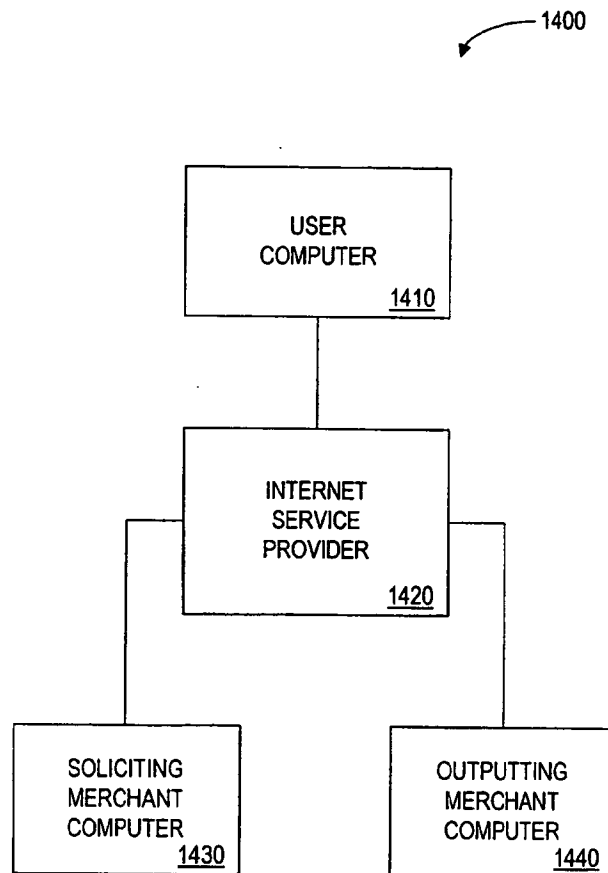 1400
USER
COMPUTER
1410
INTERNET
SERVICE
PROVIDER
1420
SOLICITING
MERCHANT
COMPUTER
1430
OUTPUTTING
MERCHANT
COMPUTER
1440